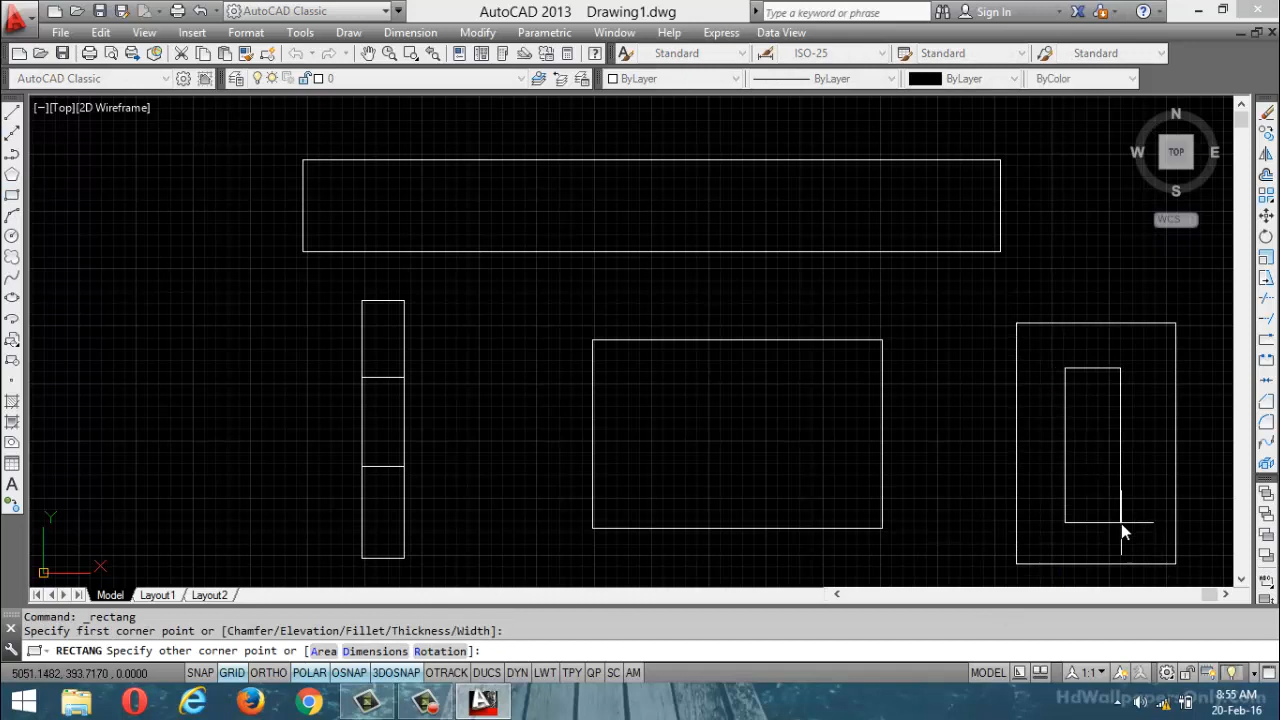 AutoCAD Classic
AutoCAD 2013 Drawing1.dwg
Type a keyword or phrase
Sign In
File Edit View Insert Format Tools Draw Dimension Modify Parametric Window Help Express Data View
Standard ISO-25 Standard Standard
AutoCAD Classic 0 ByLayer ByLayer ByLayer ByColor
[−][Top][2D Wireframe]
N
W TOP E
S
WCS
Y
X
A
Model Layout1 Layout2
Command: _rectang
Specify first corner point or [Chamfer/Elevation/Fillet/Thickness/Width]:
RECTANG Specify other corner point or [Area Dimensions Rotation]:
5051.1482, 393.7170, 0.0000 SNAP GRID ORTHO POLAR OSNAP 3DOSNAP OTRACK DUCS DYN LWT TPY QP SC AM MODEL 1:1
HdWallpapersOnly.com
8:55 AM
20-Feb-16